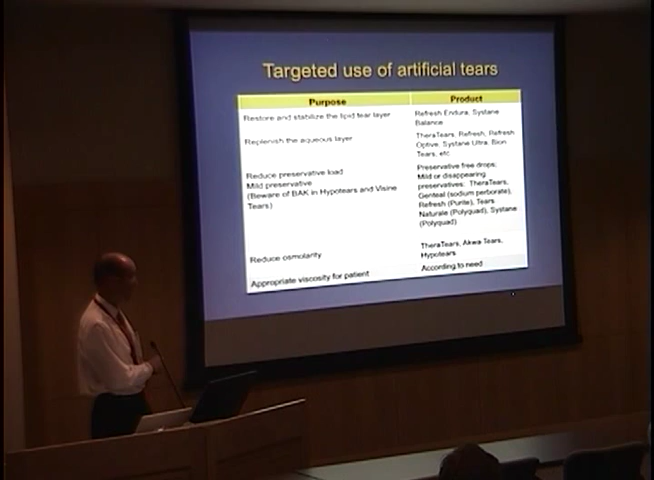 Targeted use of artificial tears
Purpose
Product
Restore and stabilize the lipid tear layer
Refresh Endura, Systane
Balance
Replenish the aqueous layer
TheraTears, Refresh, Refresh
Optive, Systane Ultra, Bion
Tears, etc
Reduce preservative load
Mild preservative
(Beware of BAK in Hypotears and Visine
Tears)
Preservative free drops;
Mild or disappearing
preservatives: TheraTears,
Genteal (sodium perborate),
Refresh (Purite), Tears
Naturale (Polyquad), Systane
(Polyquad)
Reduce osmolarity
TheraTears, Akwa Tears,
Hypotears
Appropriate viscosity for patient
According to need